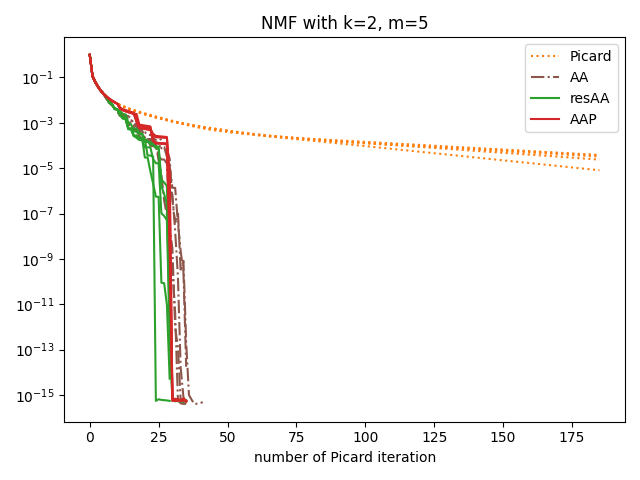 NMF with k=2, m=5
Picard
AA
resAA
AAP
10^{-1}
10^{-3}
10^{-5}
10^{-7}
10^{-9}
10^{-11}
10^{-13}
10^{-15}
0 25 50 75 100 125 150 175
number of Picard iteration